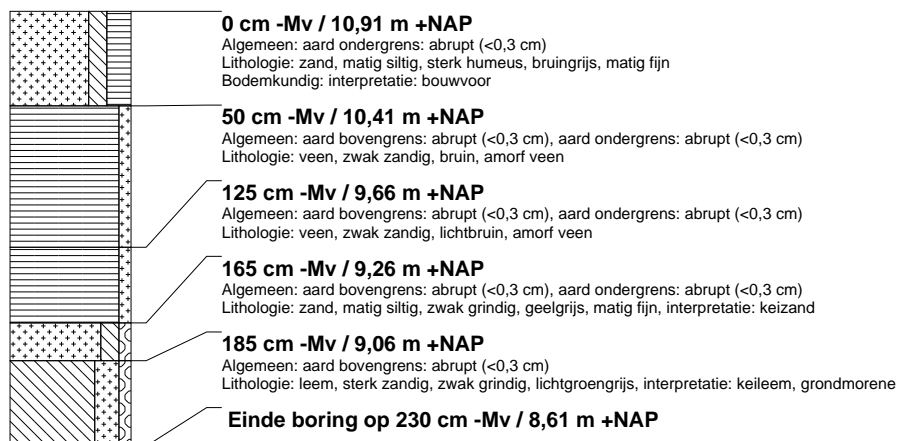 0 cm -Mv / 10,91 m +NAP
Algemeen: aard ondergrens: abrupt (<0,3 cm)
Lithologie: zand, matig siltig, sterk humeus, bruingrijs, matig fijn
Bodemkundig: interpretatie: bouwvoor
50 cm -Mv / 10,41 m +NAP
Algemeen: aard bovengrens: abrupt (<0,3 cm), aard ondergrens: abrupt (<0,3 cm)
Lithologie: veen, zwak zandig, bruin, amorf veen
125 cm -Mv / 9,66 m +NAP
Algemeen: aard bovengrens: abrupt (<0,3 cm), aard ondergrens: abrupt (<0,3 cm)
Lithologie: veen, zwak zandig, lichtbruin, amorf veen
165 cm -Mv / 9,26 m +NAP
Algemeen: aard bovengrens: abrupt (<0,3 cm), aard ondergrens: abrupt (<0,3 cm)
Lithologie: zand, matig siltig, zwak grindig, geelgrijs, matig fijn, interpretatie: keizand
185 cm -Mv / 9,06 m +NAP
Algemeen: aard bovengrens: abrupt (<0,3 cm)
Lithologie: leem, sterk zandig, zwak grindig, lichtgroengrijs, interpretatie: keileem, grondmorene
Einde boring op 230 cm -Mv / 8,61 m +NAP